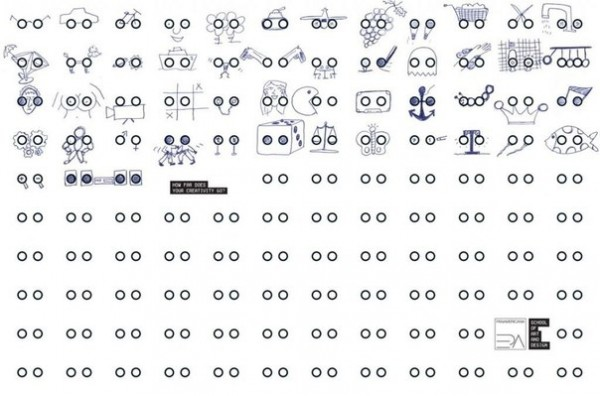 HOW FAR DOES
YOUR CREATIVITY GO?
SCHOOL
OF
ART
AND
DESIGN